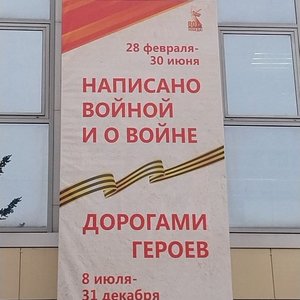 28 февраля-
30 июня
НАПИСАНО
ВОЙНОЙ
И О ВОЙНЕ
ДОРОГАМИ
ГЕРОЕВ
8 июля-
31 декабря